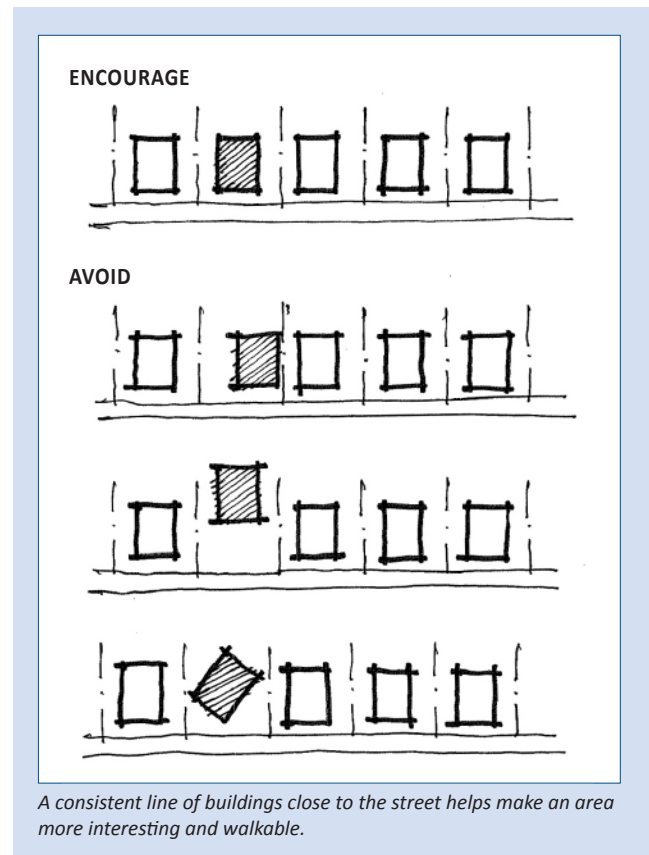 ENCOURAGE
AVOID
A consistent line of buildings close to the street helps make an area
more interesting and walkable.